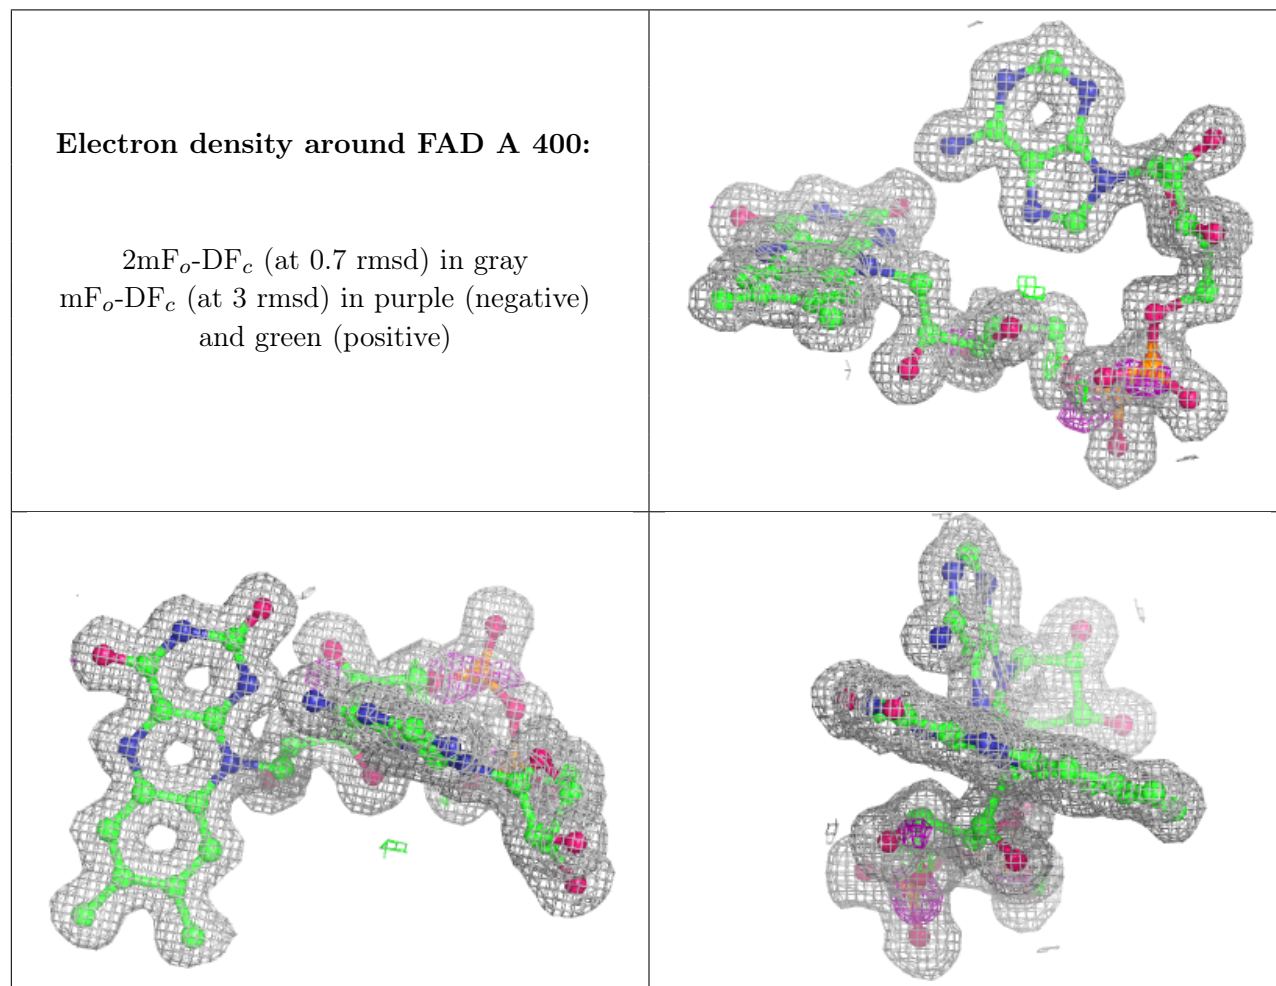 Electron density around FAD A 400:
2mFo-DFc (at 0.7 rmsd) in gray
mFo-DFc (at 3 rmsd) in purple (negative)
and green (positive)